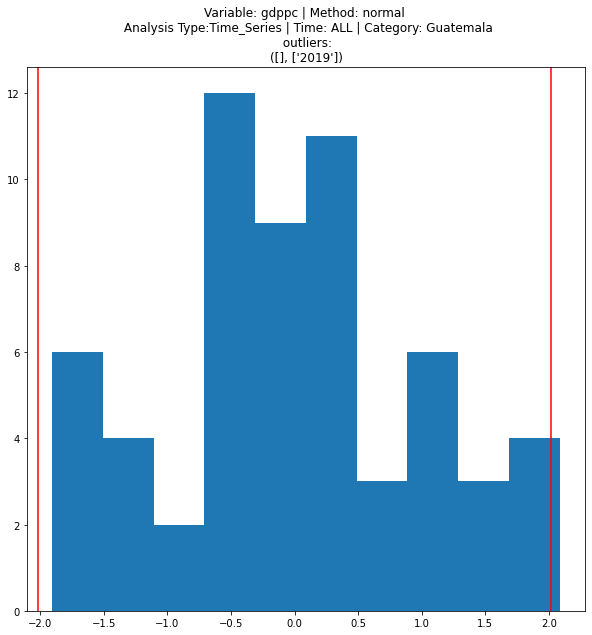 Variable: gdppc | Method: normal
Analysis Type:Time_Series | Time: ALL | Category: Guatemala
outliers:
([], ['2019'])
12
10
8
6
4
2
0
−2.0 −1.5 −1.0 −0.5 0.0 0.5 1.0 1.5 2.0